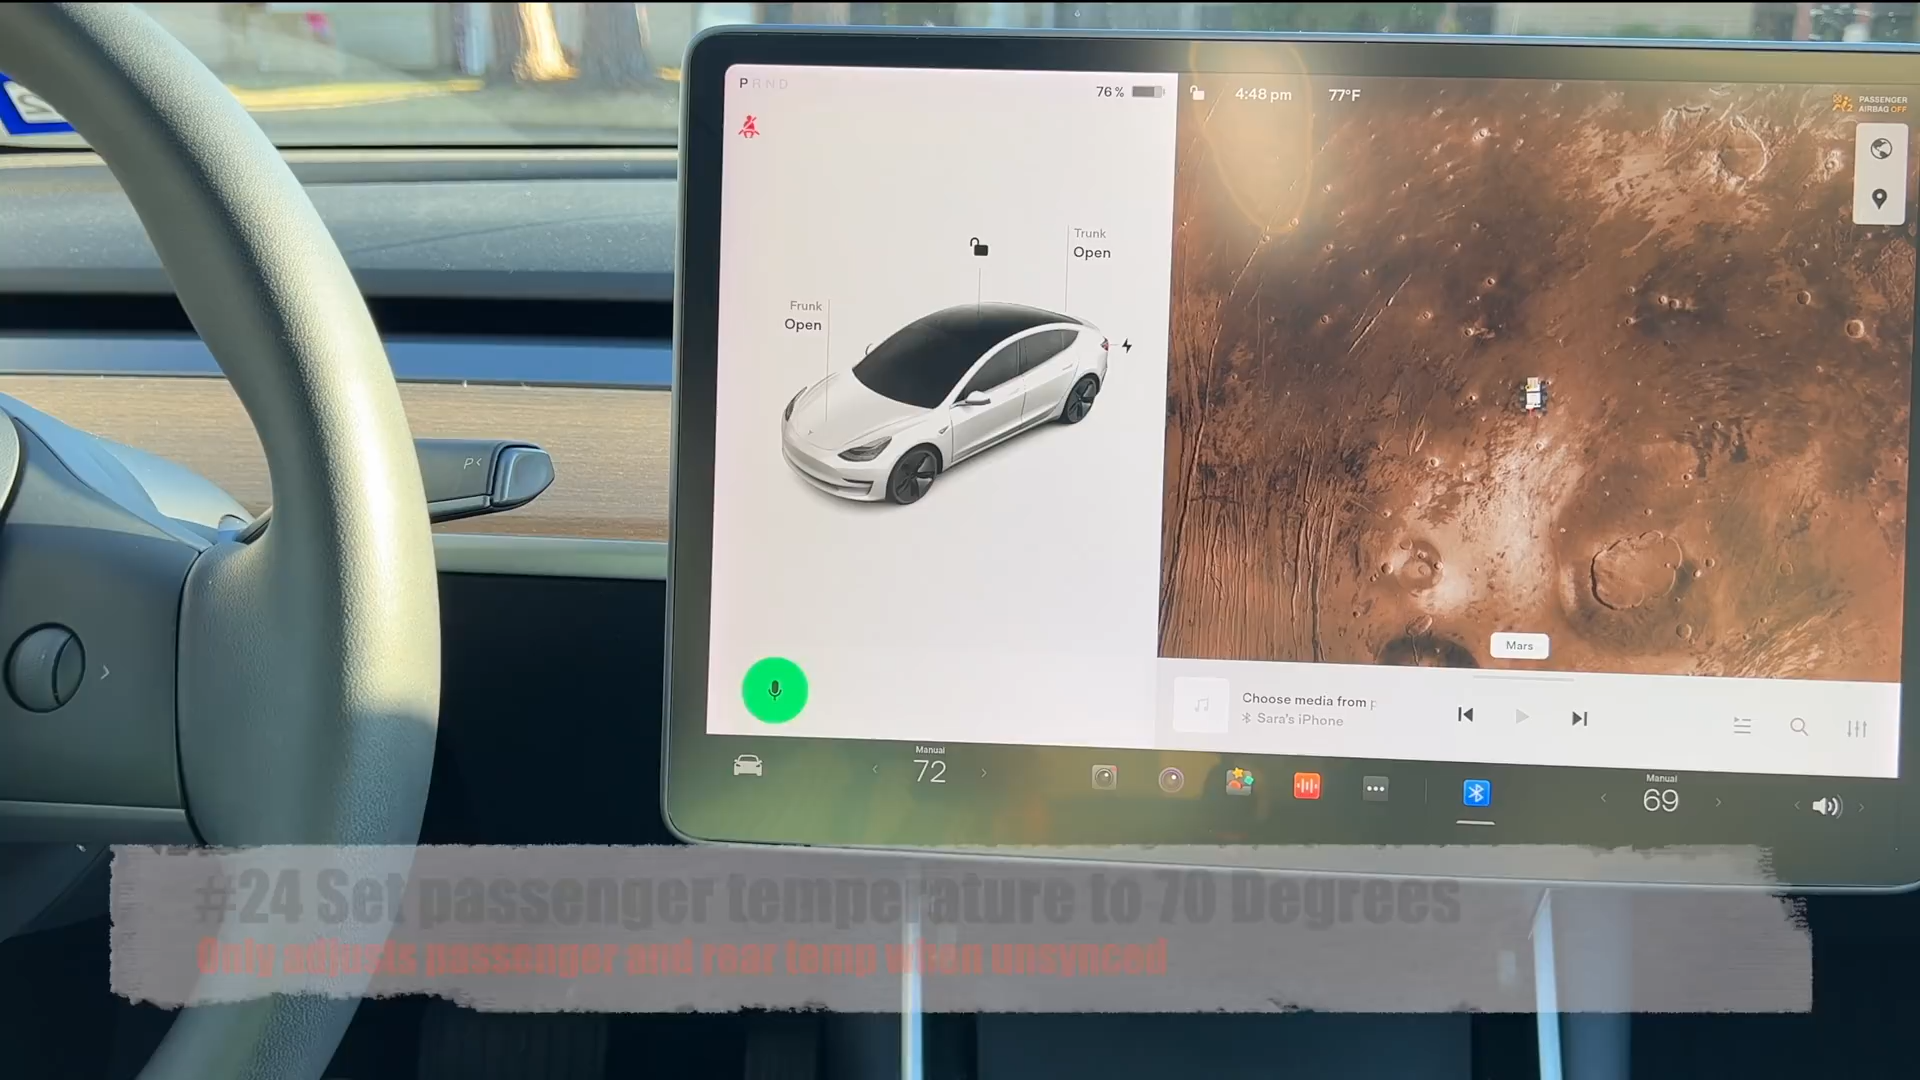 PRND
76%
4:48 pm
77°F
PASSENGER
AIRBAG OFF
Trunk
Open
Frunk
Open
P<
Mars
Choose media from p
Sara's iPhone
Manual
72
Manual
69
#24 Set passenger temperature to 70 Degrees
Only adjusts passenger and rear temp when unsynced